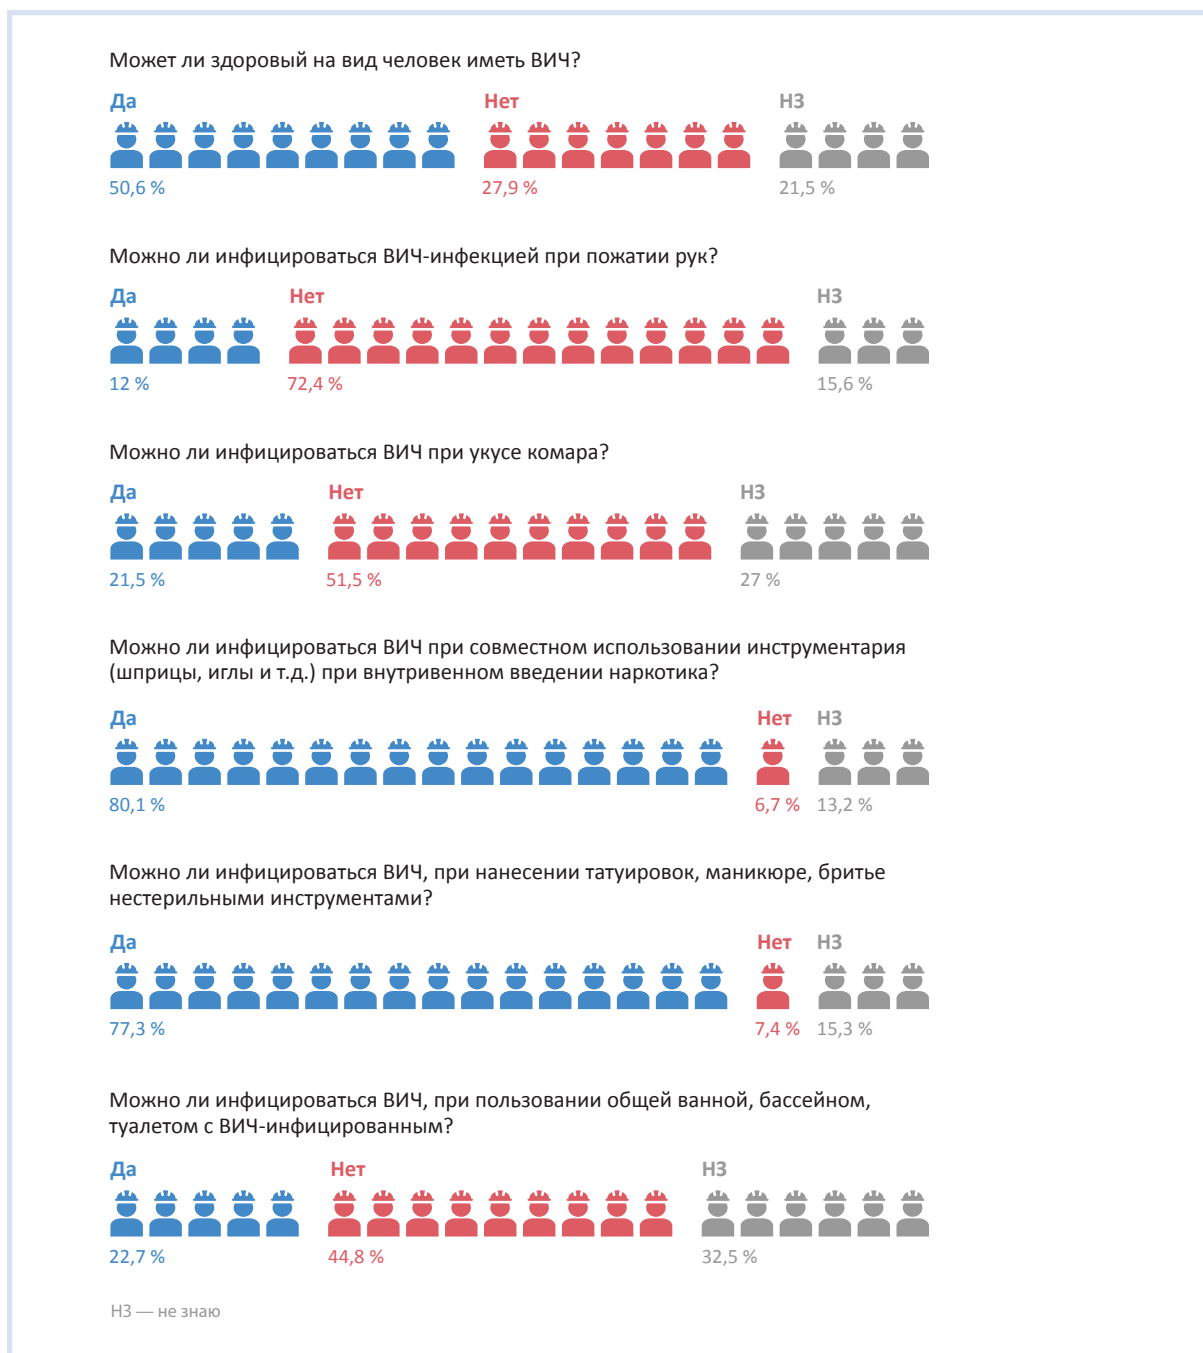 Может ли здоровый на вид человек иметь ВИЧ?
Да Нет НЗ
50,6 % 27,9 % 21,5 %
Можно ли инфицироваться ВИЧ-инфекцией при пожатии рук?
Да Нет НЗ
12 % 72,4 % 15,6 %
Можно ли инфицироваться ВИЧ при укусе комара?
Да Нет НЗ
21,5 % 51,5 % 27 %
Можно ли инфицироваться ВИЧ при совместном использовании инструментария
(шприцы, иглы и т.д.) при внутривенном введении наркотика?
Да Нет НЗ
80,1 % 6,7 % 13,2 %
Можно ли инфицироваться ВИЧ, при нанесении татуировок, маникюре, бритье
нестерильными инструментами?
Да Нет НЗ
77,3 % 7,4 % 15,3 %
Можно ли инфицироваться ВИЧ, при пользовании общей ванной, бассейном,
туалетом с ВИЧ-инфицированным?
Да Нет НЗ
22,7 % 44,8 % 32,5 %
НЗ — не знаю